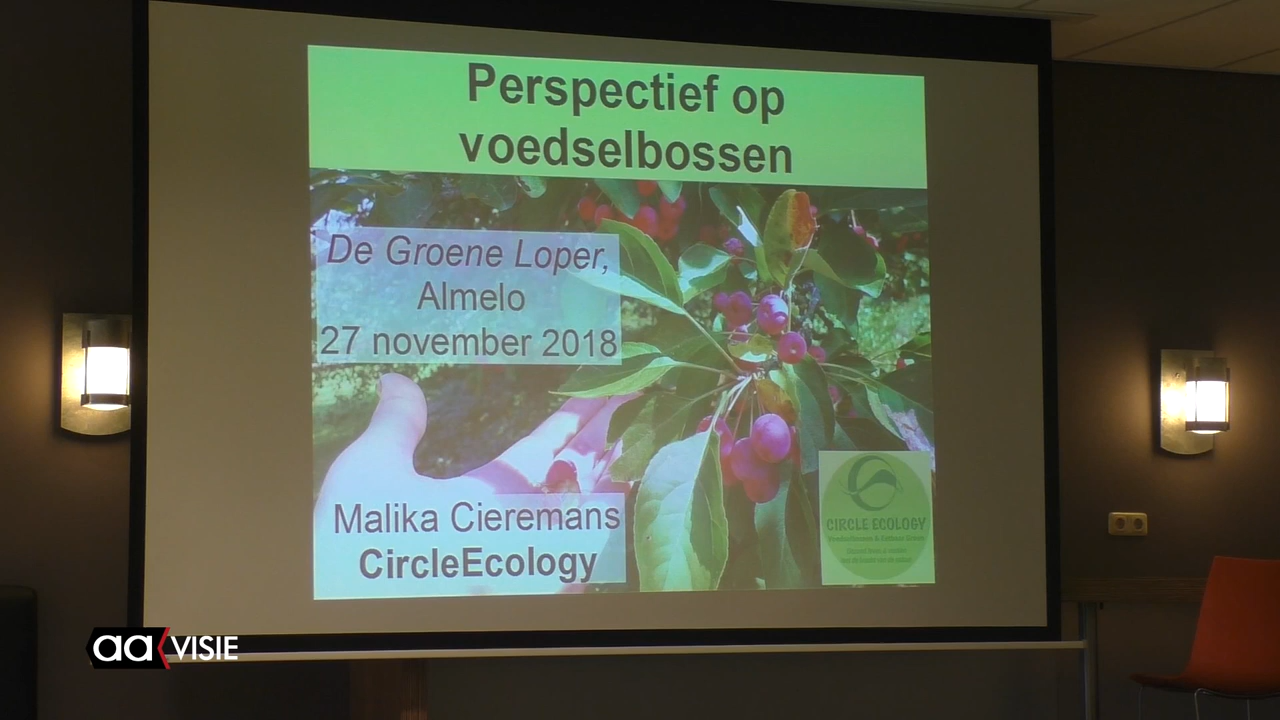 Perspectief op
voedselbossen
De Groene Loper,
Almelo
27 november 2018
Malika Cieremans
CircleEcology
CIRCLE ECOLOGY
aa VISIE